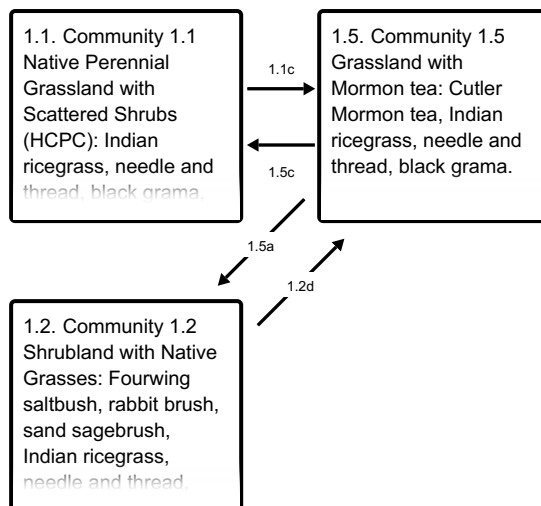 1.1. Community 1.1
Native Perennial
Grassland with
Scattered Shrubs
(HCPC): Indian
ricegrass, needle and
thread, black grama,
1.1c
1.5c
1.5. Community 1.5
Grassland with
Mormon tea: Cutler
Mormon tea, Indian
ricegrass, needle and
thread, black grama.
1.5a
1.2d
1.2. Community 1.2
Shrubland with Native
Grasses: Fourwing
saltbush, rabbit brush,
sand sagebrush,
Indian ricegrass,
needle and thread,